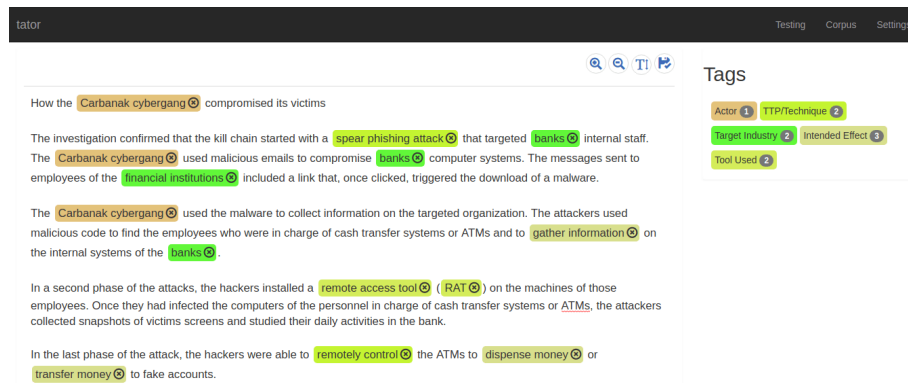 tator Testing Corpus Settings
TI
Tags
Actor 1 TTP/Technique 2
Target Industry 2 Intended Effect 3
Tool Used 2
How the Carbanak cybergang compromised its victims
The investigation confirmed that the kill chain started with a spear phishing attack that targeted banks internal staff.
The Carbanak cybergang used malicious emails to compromise banks computer systems. The messages sent to
employees of the financial institutions included a link that, once clicked, triggered the download of a malware.
The Carbanak cybergang used the malware to collect information on the targeted organization. The attackers used
malicious code to find the employees who were in charge of cash transfer systems or ATMs and to gather information on
the internal systems of the banks .
In a second phase of the attacks, the hackers installed a remote access tool ( RAT ) on the machines of those
employees. Once they had infected the computers of the personnel in charge of cash transfer systems or ATMs, the attackers
collected snapshots of victims screens and studied their daily activities in the bank.
In the last phase of the attack, the hackers were able to remotely control the ATMs to dispense money or
transfer money to fake accounts.